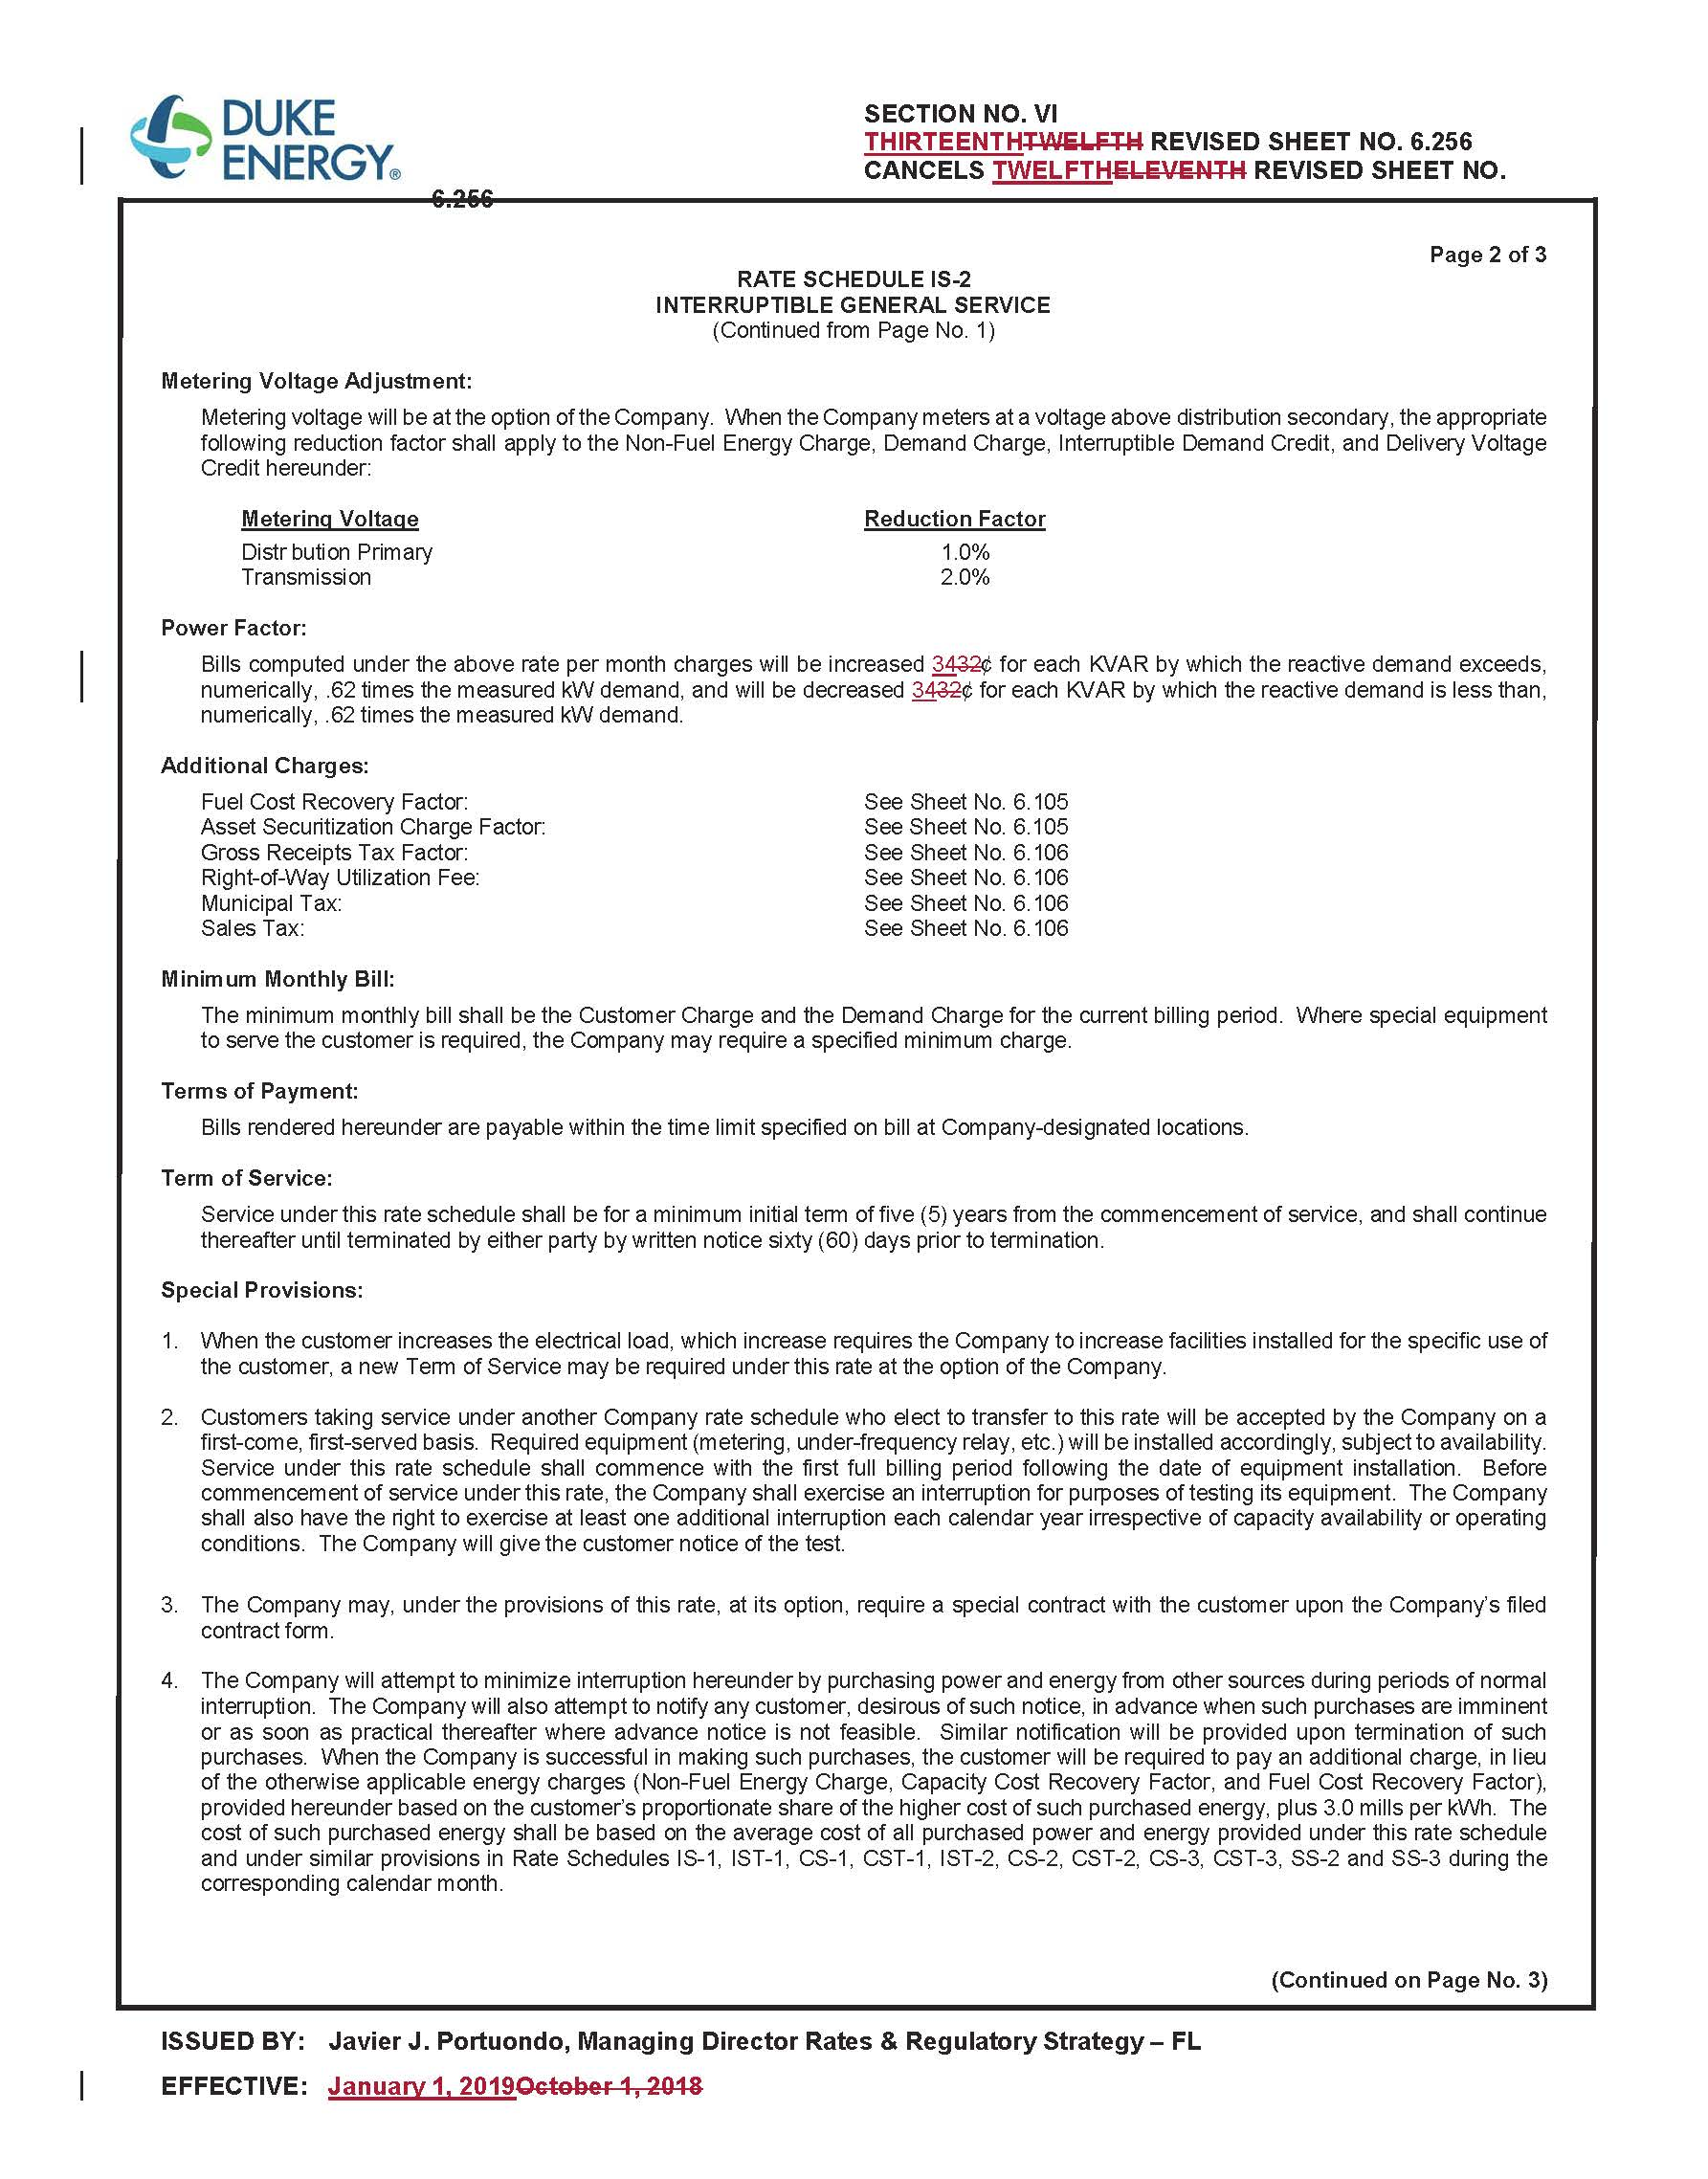 DUKE
ENERGY®
SECTION NO. VI
THIRTEENTHTWELFTH REVISED SHEET NO. 6.256
CANCELS TWELFTHELEVENTH REVISED SHEET NO.
6.256
Page 2 of 3
RATE SCHEDULE IS-2
INTERRUPTIBLE GENERAL SERVICE
(Continued from Page No. 1)
Metering Voltage Adjustment:
Metering voltage will be at the option of the Company. When the Company meters at a voltage above distribution secondary, the appropriate
following reduction factor shall apply to the Non-Fuel Energy Charge, Demand Charge, Interruptible Demand Credit, and Delivery Voltage
Credit hereunder:
Metering Voltage Reduction Factor
Distr bution Primary 1.0%
Transmission 2.0%
Power Factor:
Bills computed under the above rate per month charges will be increased 3432¢ for each KVAR by which the reactive demand exceeds,
numerically, .62 times the measured kW demand, and will be decreased 3432¢ for each KVAR by which the reactive demand is less than,
numerically, .62 times the measured kW demand.
Additional Charges:
Fuel Cost Recovery Factor: See Sheet No. 6.105
Asset Securitization Charge Factor: See Sheet No. 6.105
Gross Receipts Tax Factor: See Sheet No. 6.106
Right-of-Way Utilization Fee: See Sheet No. 6.106
Municipal Tax: See Sheet No. 6.106
Sales Tax: See Sheet No. 6.106
Minimum Monthly Bill:
The minimum monthly bill shall be the Customer Charge and the Demand Charge for the current billing period. Where special equipment
to serve the customer is required, the Company may require a specified minimum charge.
Terms of Payment:
Bills rendered hereunder are payable within the time limit specified on bill at Company-designated locations.
Term of Service:
Service under this rate schedule shall be for a minimum initial term of five (5) years from the commencement of service, and shall continue
thereafter until terminated by either party by written notice sixty (60) days prior to termination.
Special Provisions:
1. When the customer increases the electrical load, which increase requires the Company to increase facilities installed for the specific use of
the customer, a new Term of Service may be required under this rate at the option of the Company.
2. Customers taking service under another Company rate schedule who elect to transfer to this rate will be accepted by the Company on a
first-come, first-served basis. Required equipment (metering, under-frequency relay, etc.) will be installed accordingly, subject to availability.
Service under this rate schedule shall commence with the first full billing period following the date of equipment installation. Before
commencement of service under this rate, the Company shall exercise an interruption for purposes of testing its equipment. The Company
shall also have the right to exercise at least one additional interruption each calendar year irrespective of capacity availability or operating
conditions. The Company will give the customer notice of the test.
3. The Company may, under the provisions of this rate, at its option, require a special contract with the customer upon the Company's filed
contract form.
4. The Company will attempt to minimize interruption hereunder by purchasing power and energy from other sources during periods of normal
interruption. The Company will also attempt to notify any customer, desirous of such notice, in advance when such purchases are imminent
or as soon as practical thereafter where advance notice is not feasible. Similar notification will be provided upon termination of such
purchases. When the Company is successful in making such purchases, the customer will be required to pay an additional charge, in lieu
of the otherwise applicable energy charges (Non-Fuel Energy Charge, Capacity Cost Recovery Factor, and Fuel Cost Recovery Factor),
provided hereunder based on the customer's proportionate share of the higher cost of such purchased energy, plus 3.0 mills per kWh. The
cost of such purchased energy shall be based on the average cost of all purchased power and energy provided under this rate schedule
and under similar provisions in Rate Schedules IS-1, IST-1, CS-1, CST-1, IST-2, CS-2, CST-2, CS-3, CST-3, SS-2 and SS-3 during the
corresponding calendar month.
(Continued on Page No. 3)
ISSUED BY: Javier J. Portuondo, Managing Director Rates & Regulatory Strategy – FL
EFFECTIVE: January 1, 2019October 1, 2018